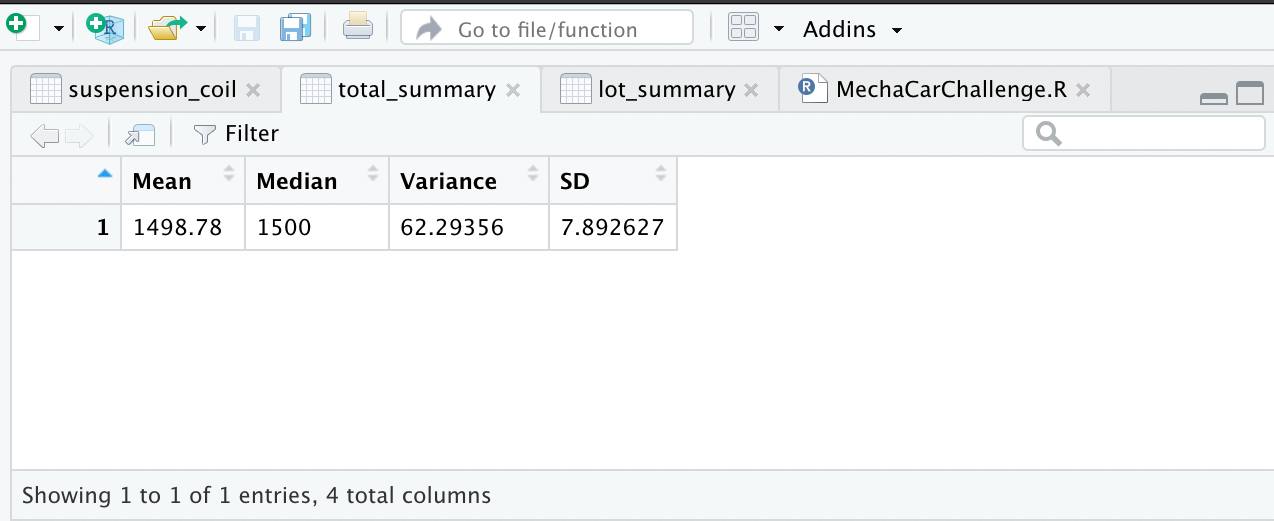 Go to file/function Addins
suspension_coil total_summary lot_summary MechaCarChallenge.R
Filter
Mean Median Variance SD
1 1498.78 1500 62.29356 7.892627
Showing 1 to 1 of 1 entries, 4 total columns